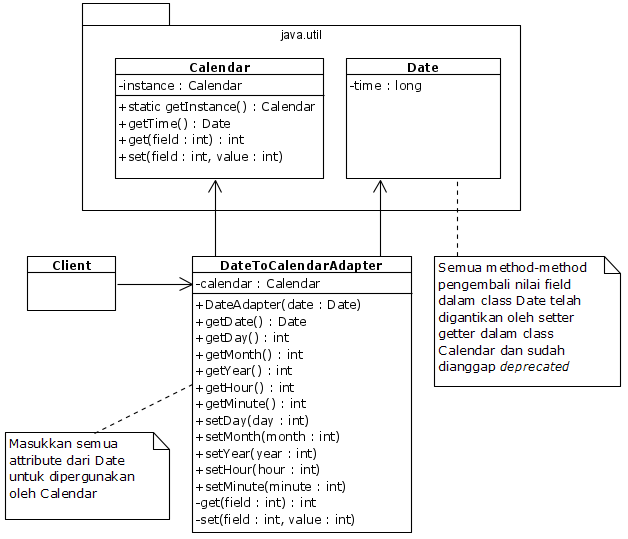 java.util
Calendar
-instance : Calendar
+static getInstance() : Calendar
+getTime() : Date
+get(field : int) : int
+set(field : int, value : int)
Date
-time : long
Client
DateToCalendarAdapter
-calendar : Calendar
+DateAdapter(date : Date)
+getDate() : Date
+getDay() : int
+getMonth() : int
+getYear() : int
+getHour() : int
+getMinute() : int
+setDay(day : int)
+setMonth(month : int)
+setYear(year : int)
+setHour(hour : int)
+setMinute(minute : int)
-get(field : int) : int
-set(field : int, value : int)
Semua method-method
pengembali nilai field
dalam class Date telah
digantikan oleh setter
getter dalam class
Calendar dan sudah
dianggap deprecated
Masukkan semua
attribute dari Date
untuk dipergunakan
oleh Calendar